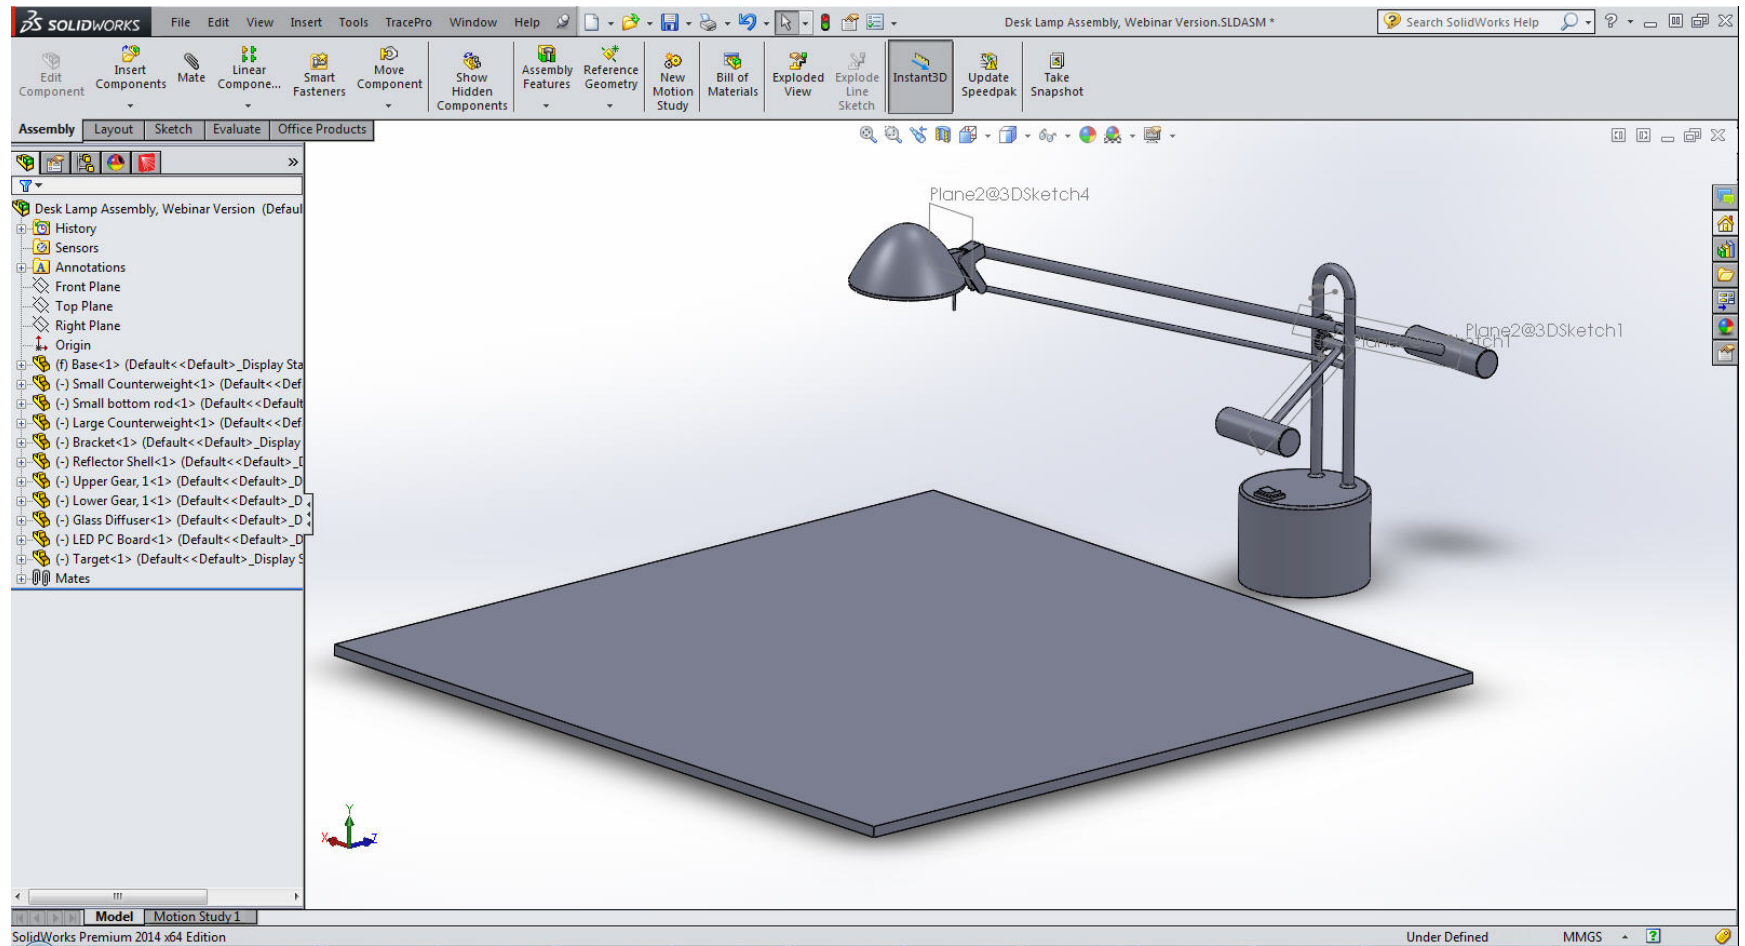 SOLIDWORKS File Edit View Insert Tools TracePro Window Help Desk Lamp Assembly, Webinar Version.SLDASM * Search SolidWorks Help
Edit Component
Insert Components
Mate
Linear Compone...
Smart Fasteners
Move Component
Show Hidden Components
Assembly Features
Reference Geometry
New Motion Study
Bill of Materials
Exploded View
Explode Line Sketch
Instant3D
Update Speedpak
Take Snapshot
Assembly Layout Sketch Evaluate Office Products
Desk Lamp Assembly, Webinar Version (Defaul
History
Sensors
Annotations
Front Plane
Top Plane
Right Plane
Origin
(f) Base<1> (Default<<Default>_Display Sta
(-) Small Counterweight<1> (Default<<Def
(-) Small bottom rod<1> (Default<<Default
(-) Large Counterweight<1> (Default<<Def
(-) Bracket<1> (Default<<Default>_Display
(-) Reflector Shell<1> (Default<<Default>_D
(-) Upper Gear, 1<1> (Default<<Default>_D
(-) Lower Gear, 1<1> (Default<<Default>_D
(-) Glass Diffuser<1> (Default<<Default>_D
(-) LED PC Board<1> (Default<<Default>_D
(-) Target<1> (Default<<Default>_Display S
Mates
Plane2@3DSketch4
Plane2@3DSketch1
Y
X Z
Model Motion Study 1
SolidWorks Premium 2014 x64 Edition Under Defined MMGS